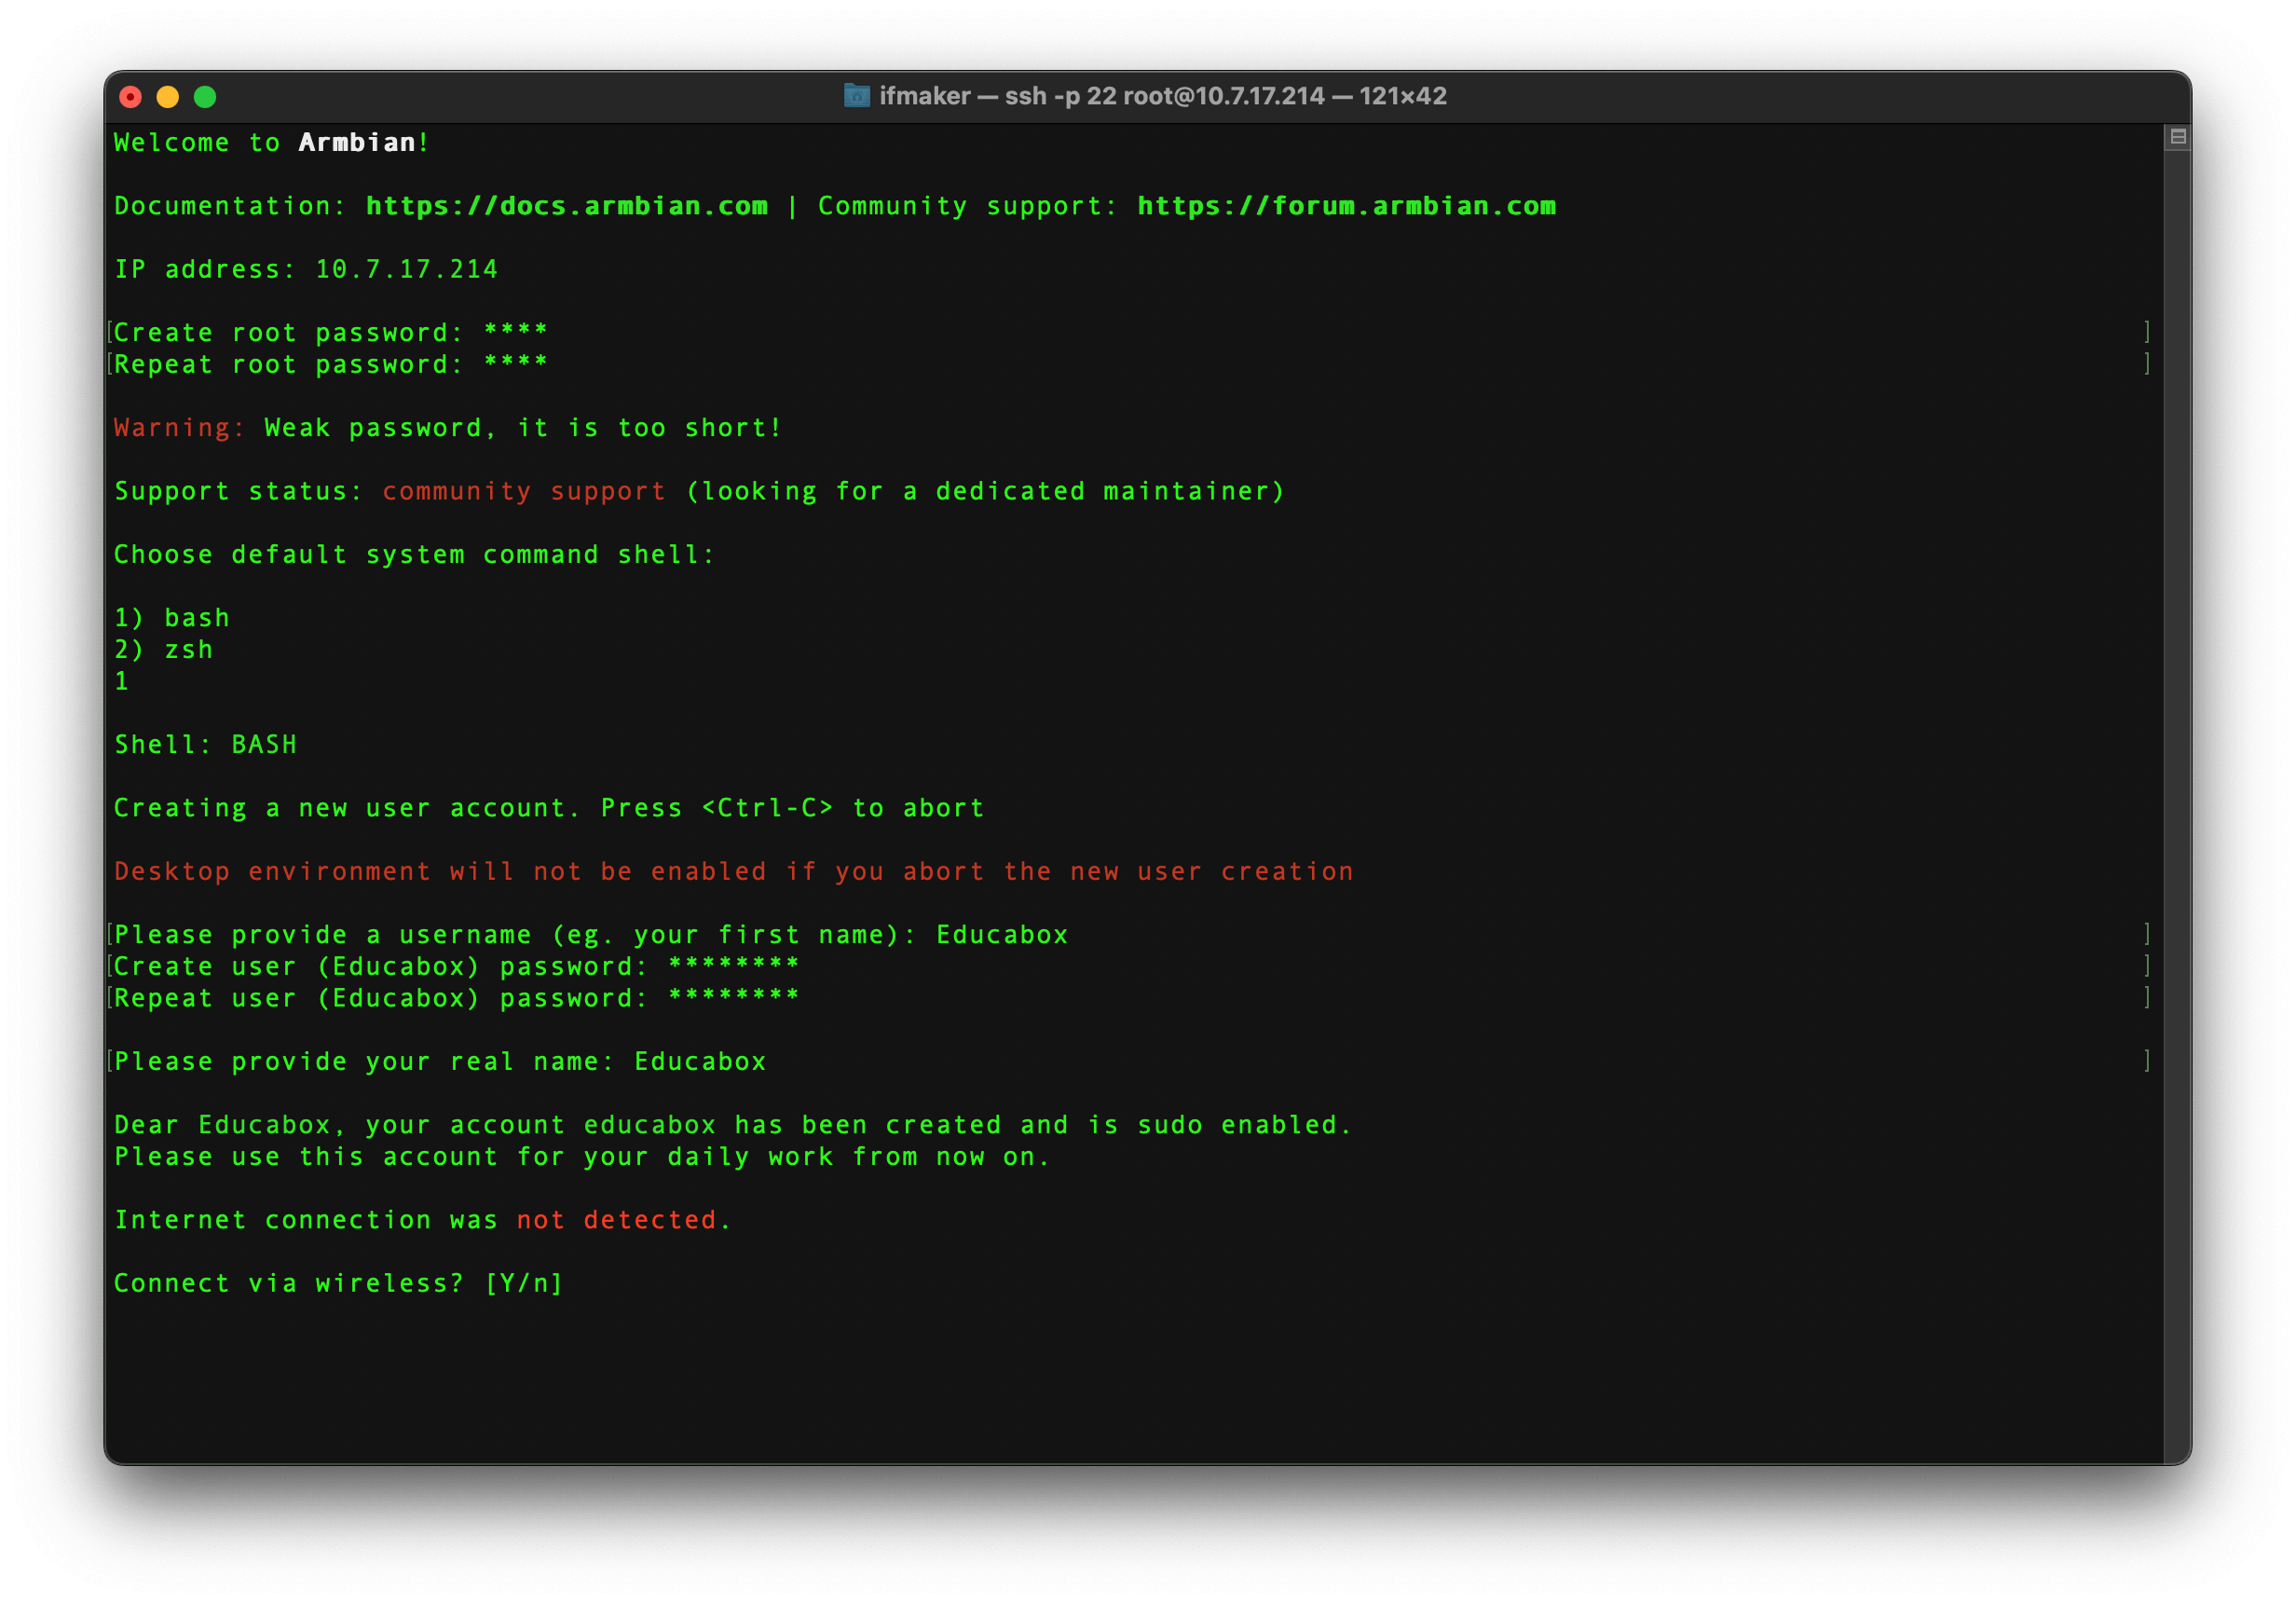 ifmaker — ssh -p 22 root@10.7.17.214 — 121×42
Welcome to Armbian!
Documentation: https://docs.armbian.com | Community support: https://forum.armbian.com
IP address: 10.7.17.214
[Create root password: **** ]
[Repeat root password: **** ]
Warning: Weak password, it is too short!
Support status: community support (looking for a dedicated maintainer)
Choose default system command shell:
1) bash
2) zsh
1
Shell: BASH
Creating a new user account. Press <Ctrl-C> to abort
Desktop environment will not be enabled if you abort the new user creation
[Please provide a username (eg. your first name): Educabox ]
[Create user (Educabox) password: ******** ]
[Repeat user (Educabox) password: ******** ]
[Please provide your real name: Educabox ]
Dear Educabox, your account educabox has been created and is sudo enabled.
Please use this account for your daily work from now on.
Internet connection was not detected.
Connect via wireless? [Y/n]